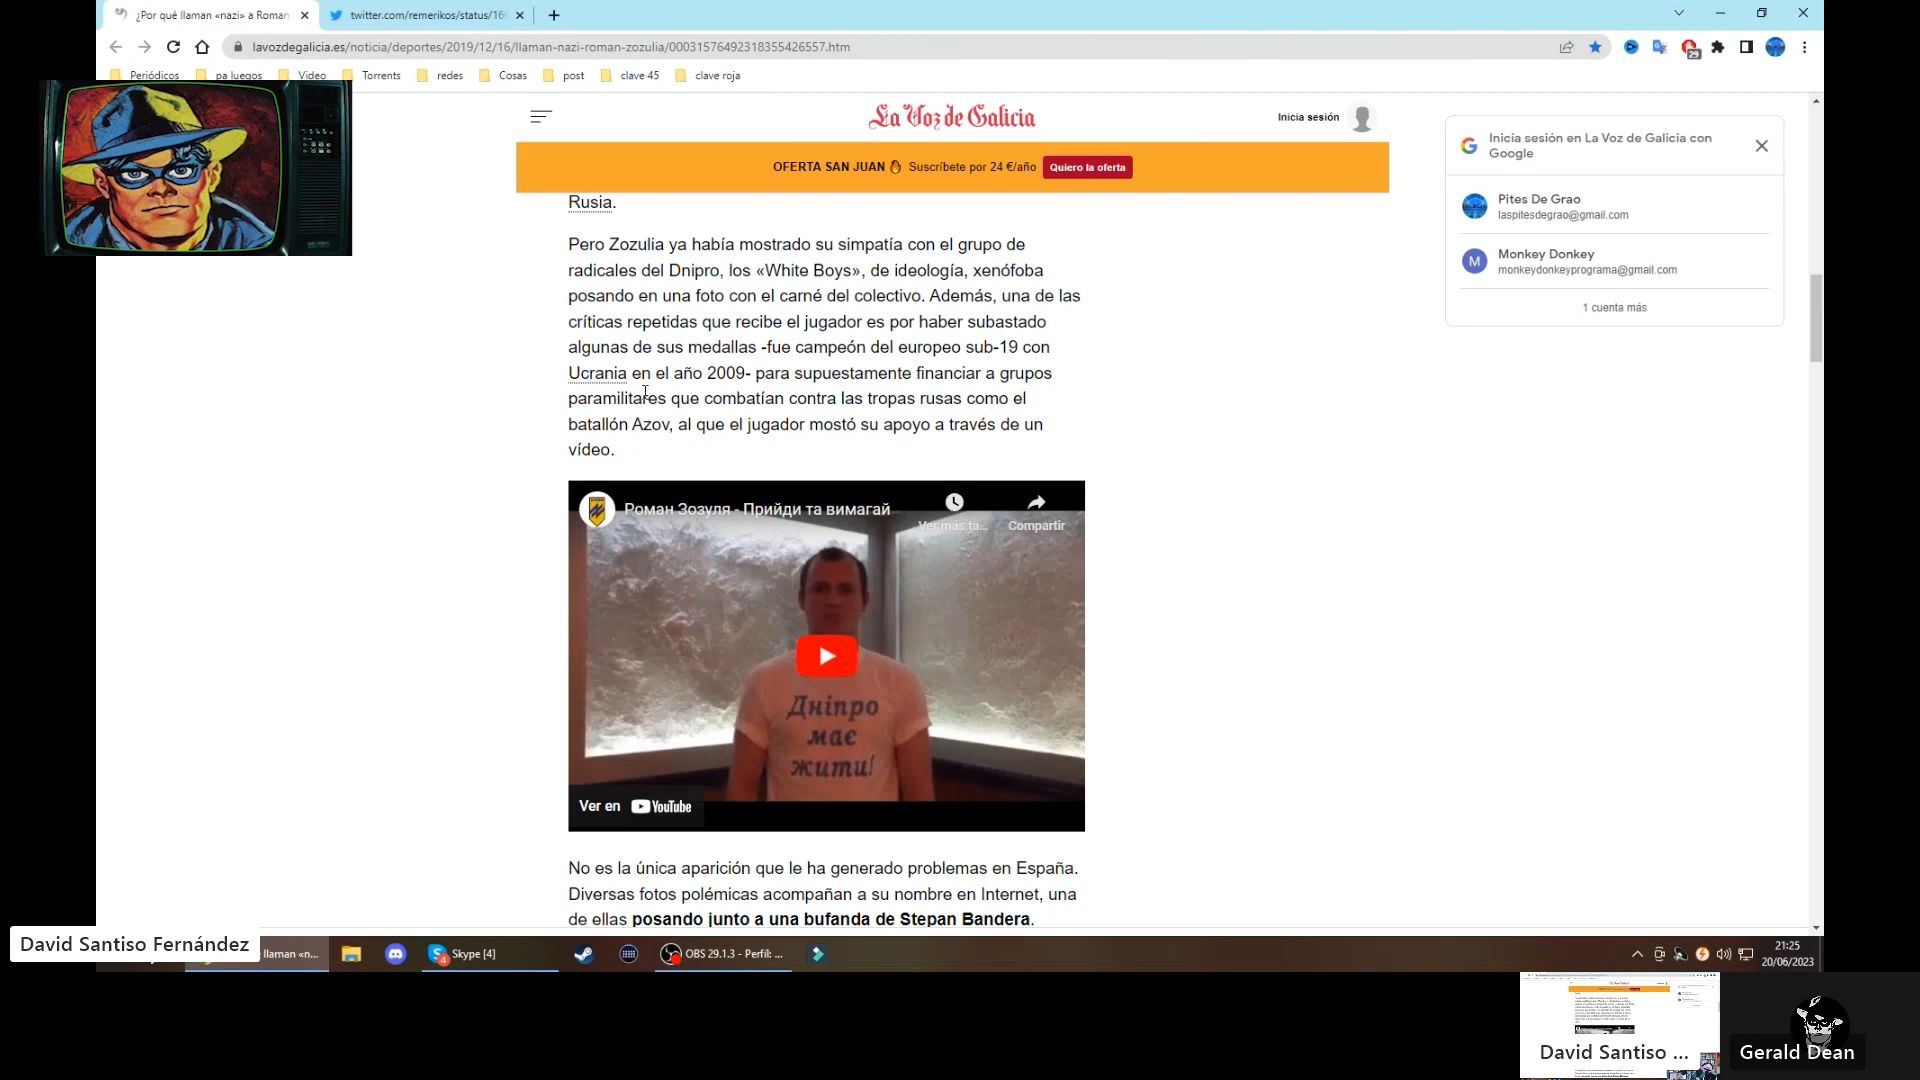 ¿Por qué llaman «nazi» a Roman
twitter.com/remerikos/status/16
lavozdegalicia.es/noticia/deportes/2019/12/16/llaman-nazi-roman-zozulia/00031576492318355426557.htm
29
Periódicos
pa luegos
Video
Torrents
redes
Cosas
post
clave 45
clave roja
La Voz de Galicia
Inicia sesión
OFERTA SAN JUAN Suscríbete por 24 €/año Quiero la oferta
Inicia sesión en La Voz de Galicia con
Google
Pites De Grao
laspitesdegrao@gmail.com
M
Monkey Donkey
monkeydonkeyprograma@gmail.com
1 cuenta más
Rusia.
Pero Zozulia ya había mostrado su simpatía con el grupo de
radicales del Dnipro, los «White Boys», de ideología, xenófoba
posando en una foto con el carné del colectivo. Además, una de las
críticas repetidas que recibe el jugador es por haber subastado
algunas de sus medallas -fue campeón del europeo sub-19 con
Ucrania en el año 2009- para supuestamente financiar a grupos
paramilitares que combatían contra las tropas rusas como el
batallón Azov, al que el jugador mostó su apoyo a través de un
vídeo.
Роман Зозуля - Прийди та вимагай
Ver más ta...
Compartir
Дніпро
має
жити!
Ver en YouTube
No es la única aparición que le ha generado problemas en España.
Diversas fotos polémicas acompañan a su nombre en Internet, una
de ellas posando junto a una bufanda de Stepan Bandera.
David Santiso Fernández
llaman «n...
4
Skype [4]
OBS 29.1.3 - Perfil: ...
21:25
20/06/2023
David Santiso ...
Gerald Dean